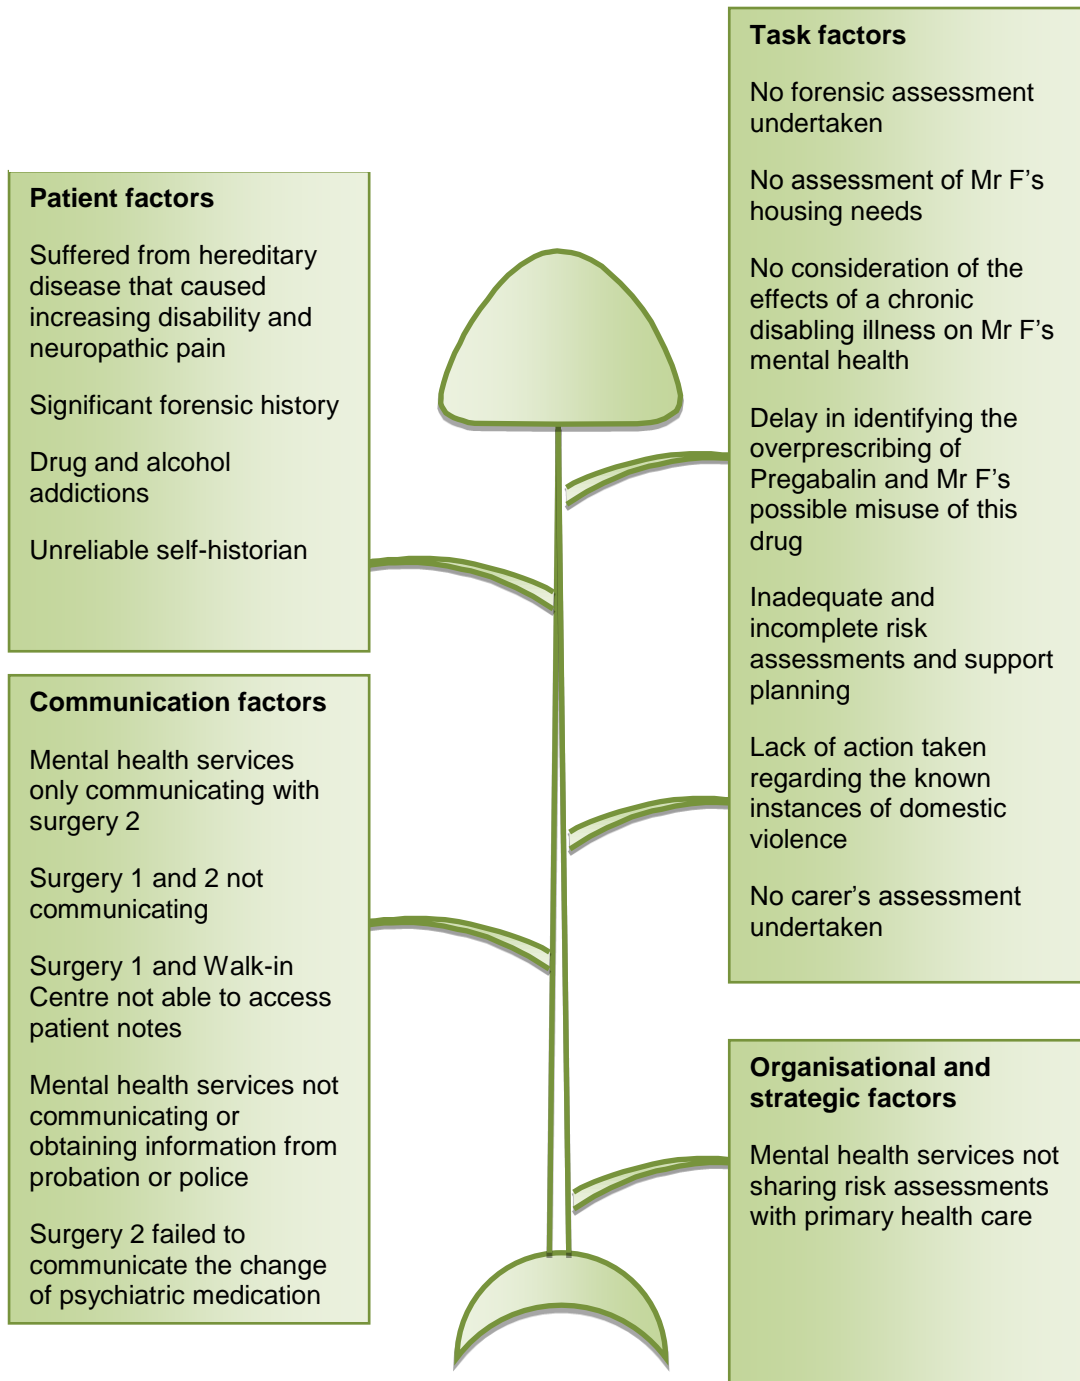 Patient factors
Suffered from hereditary
disease that caused
increasing disability and
neuropathic pain
Significant forensic history
Drug and alcohol
addictions
Unreliable self-historian
Communication factors
Mental health services
only communicating with
surgery 2
Surgery 1 and 2 not
communicating
Surgery 1 and Walk-in
Centre not able to access
patient notes
Mental health services not
communicating or
obtaining information from
probation or police
Surgery 2 failed to
communicate the change
of psychiatric medication
Task factors
No forensic assessment
undertaken
No assessment of Mr F’s
housing needs
No consideration of the
effects of a chronic
disabling illness on Mr F’s
mental health
Delay in identifying the
overprescribing of
Pregabalin and Mr F’s
possible misuse of this
drug
Inadequate and
incomplete risk
assessments and support
planning
Lack of action taken
regarding the known
instances of domestic
violence
No carer’s assessment
undertaken
Organisational and
strategic factors
Mental health services not
sharing risk assessments
with primary health care